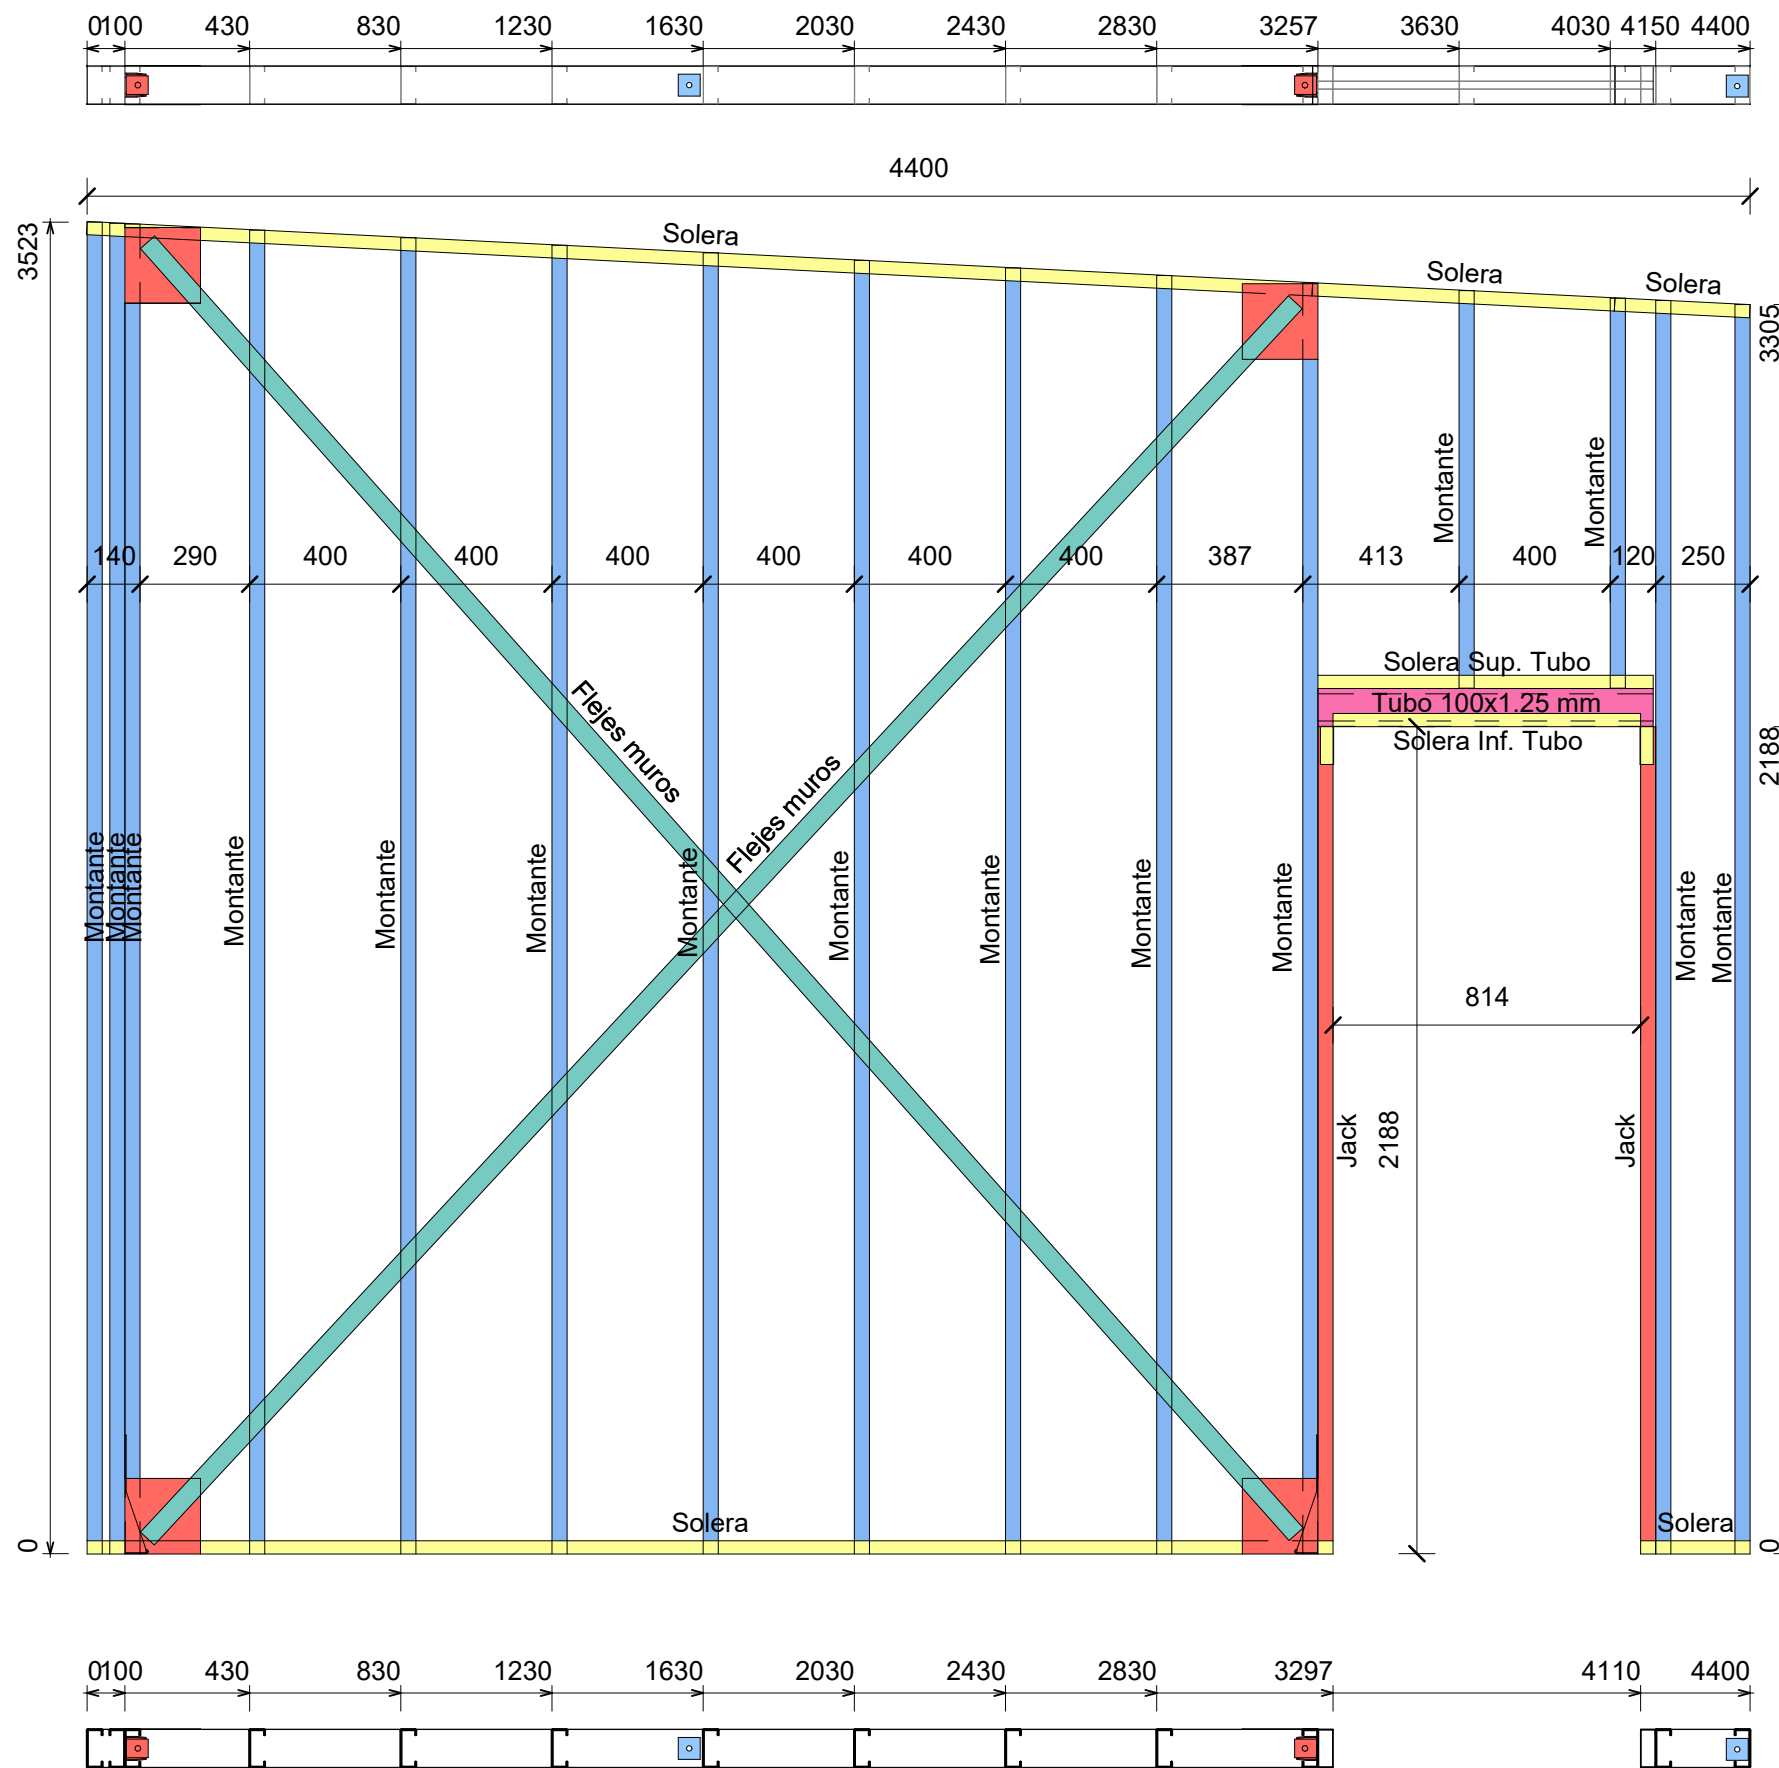 0100 430 830 1230 1630 2030 2430 2830 3257 3630 4030 4150 4400
4400
3523
Solera
Solera
Solera
3305
Montante
Montante
140 290 400 400 400 400 400 400 387 413 400 120 250
Solera Sup. Tubo
Tubo 100x1.25 mm
Solera Inf. Tubo
2188
Flejes muros
Flejes muros
Montante
Montante
Montante
Montante
Montante
Montante
Montante
Montante
Montante
Montante
Montante
Montante
Montante
814
Jack
2188
Jack
Solera
Solera
0
0
0100 430 830 1230 1630 2030 2430 2830 3297 4110 4400